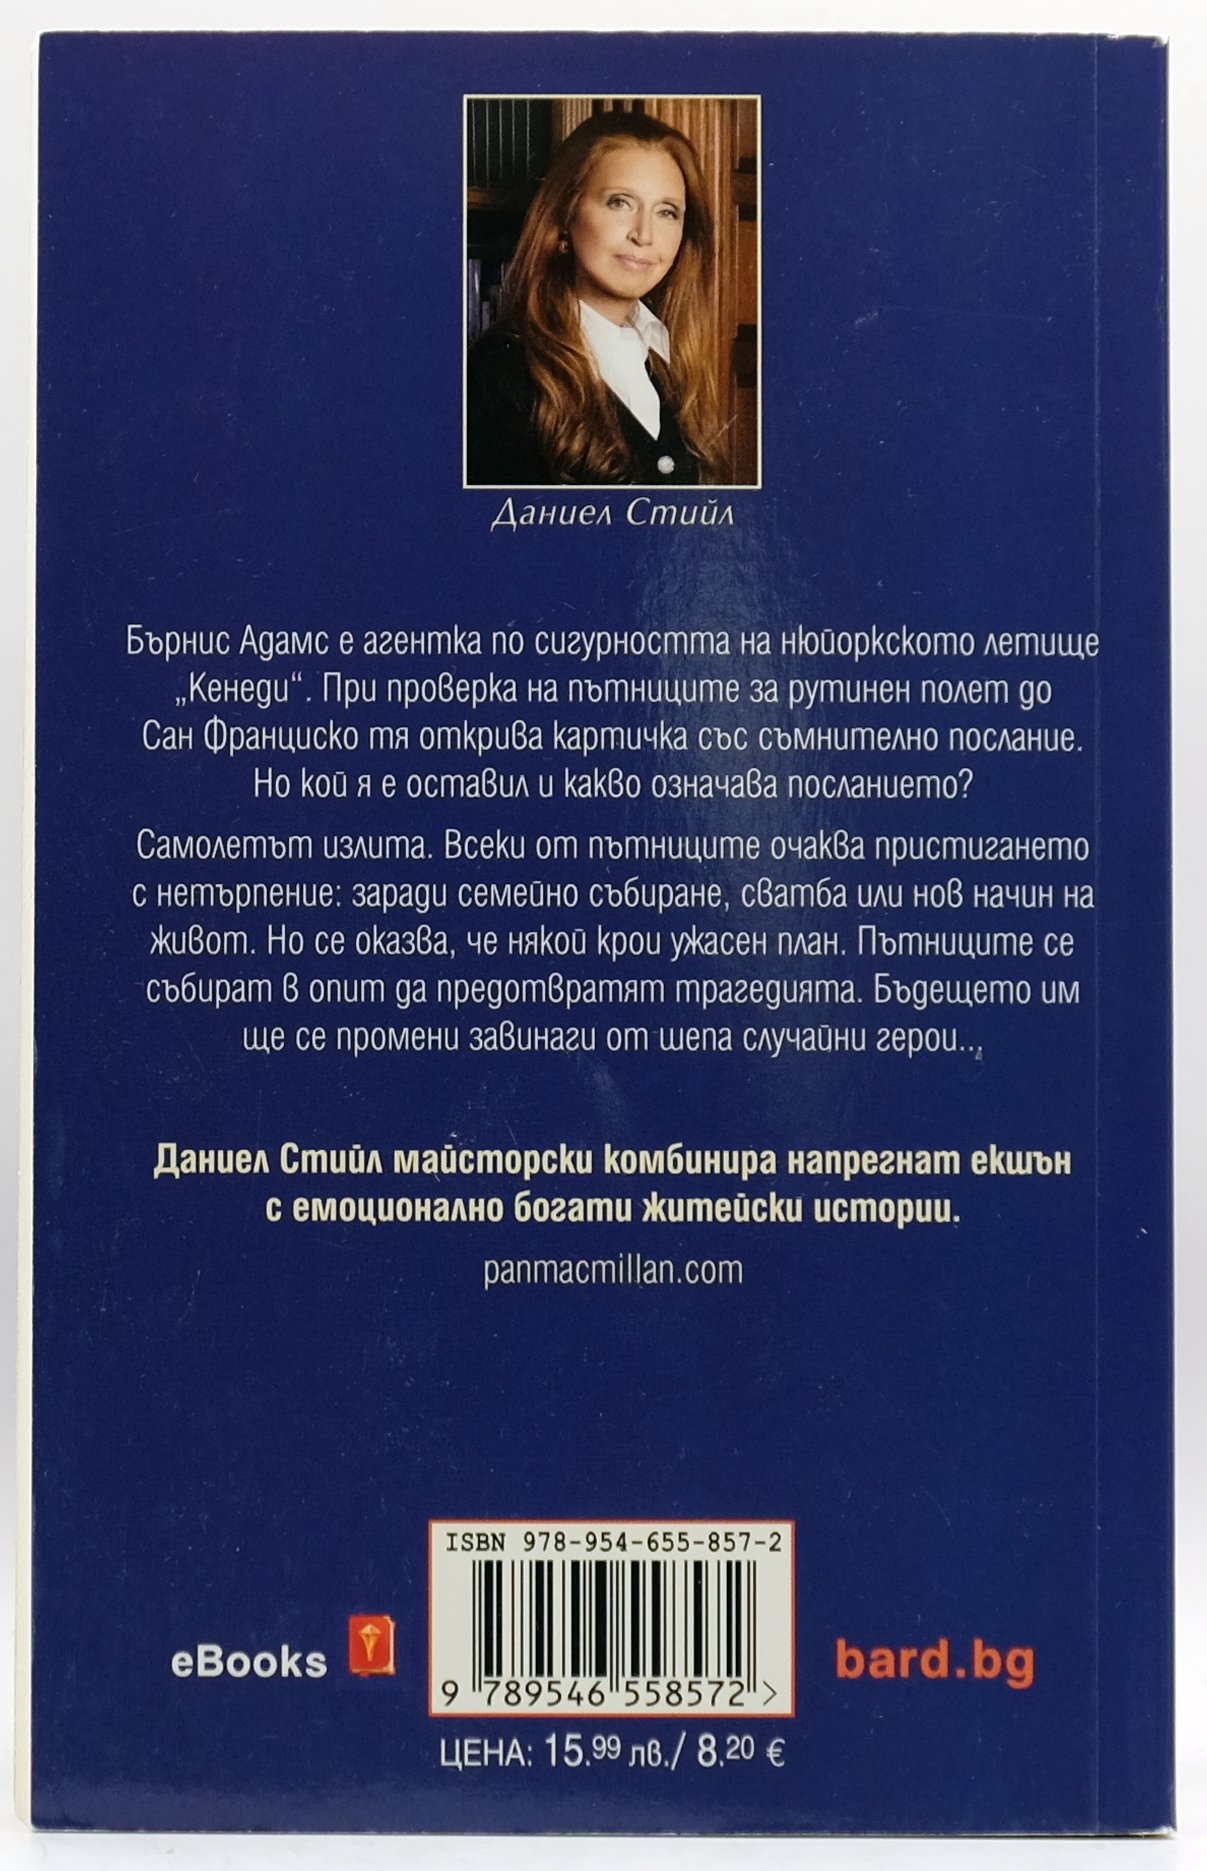 Даниел Стийл
Бърнис Адамс е агентка по сигурността на нюйоркското летище
„Кенеди“. При проверка на пътниците за рутинен полет до
Сан Франциско тя открива картичка със съмнително послание.
Но кой я е оставил и какво означава посланието?
Самолетът излита. Всеки от пътниците очаква пристигането
с нетърпение: заради семейно събиране, сватба или нов начин на
живот. Но се оказва, че някой крои ужасен план. Пътниците се
събират в опит да предотвратят трагедията. Бъдещето им
ще се промени завинаги от шепа случайни герои...
Даниел Стийл майсторски комбинира напрегнат екшън
с емоционално богати житейски истории.
panmacmillan.com
ISBN 978-954-655-857-2
9 789546 558572 >
eBooks
bard.bg
ЦЕНА: 15.99 лв./ 8.20 €